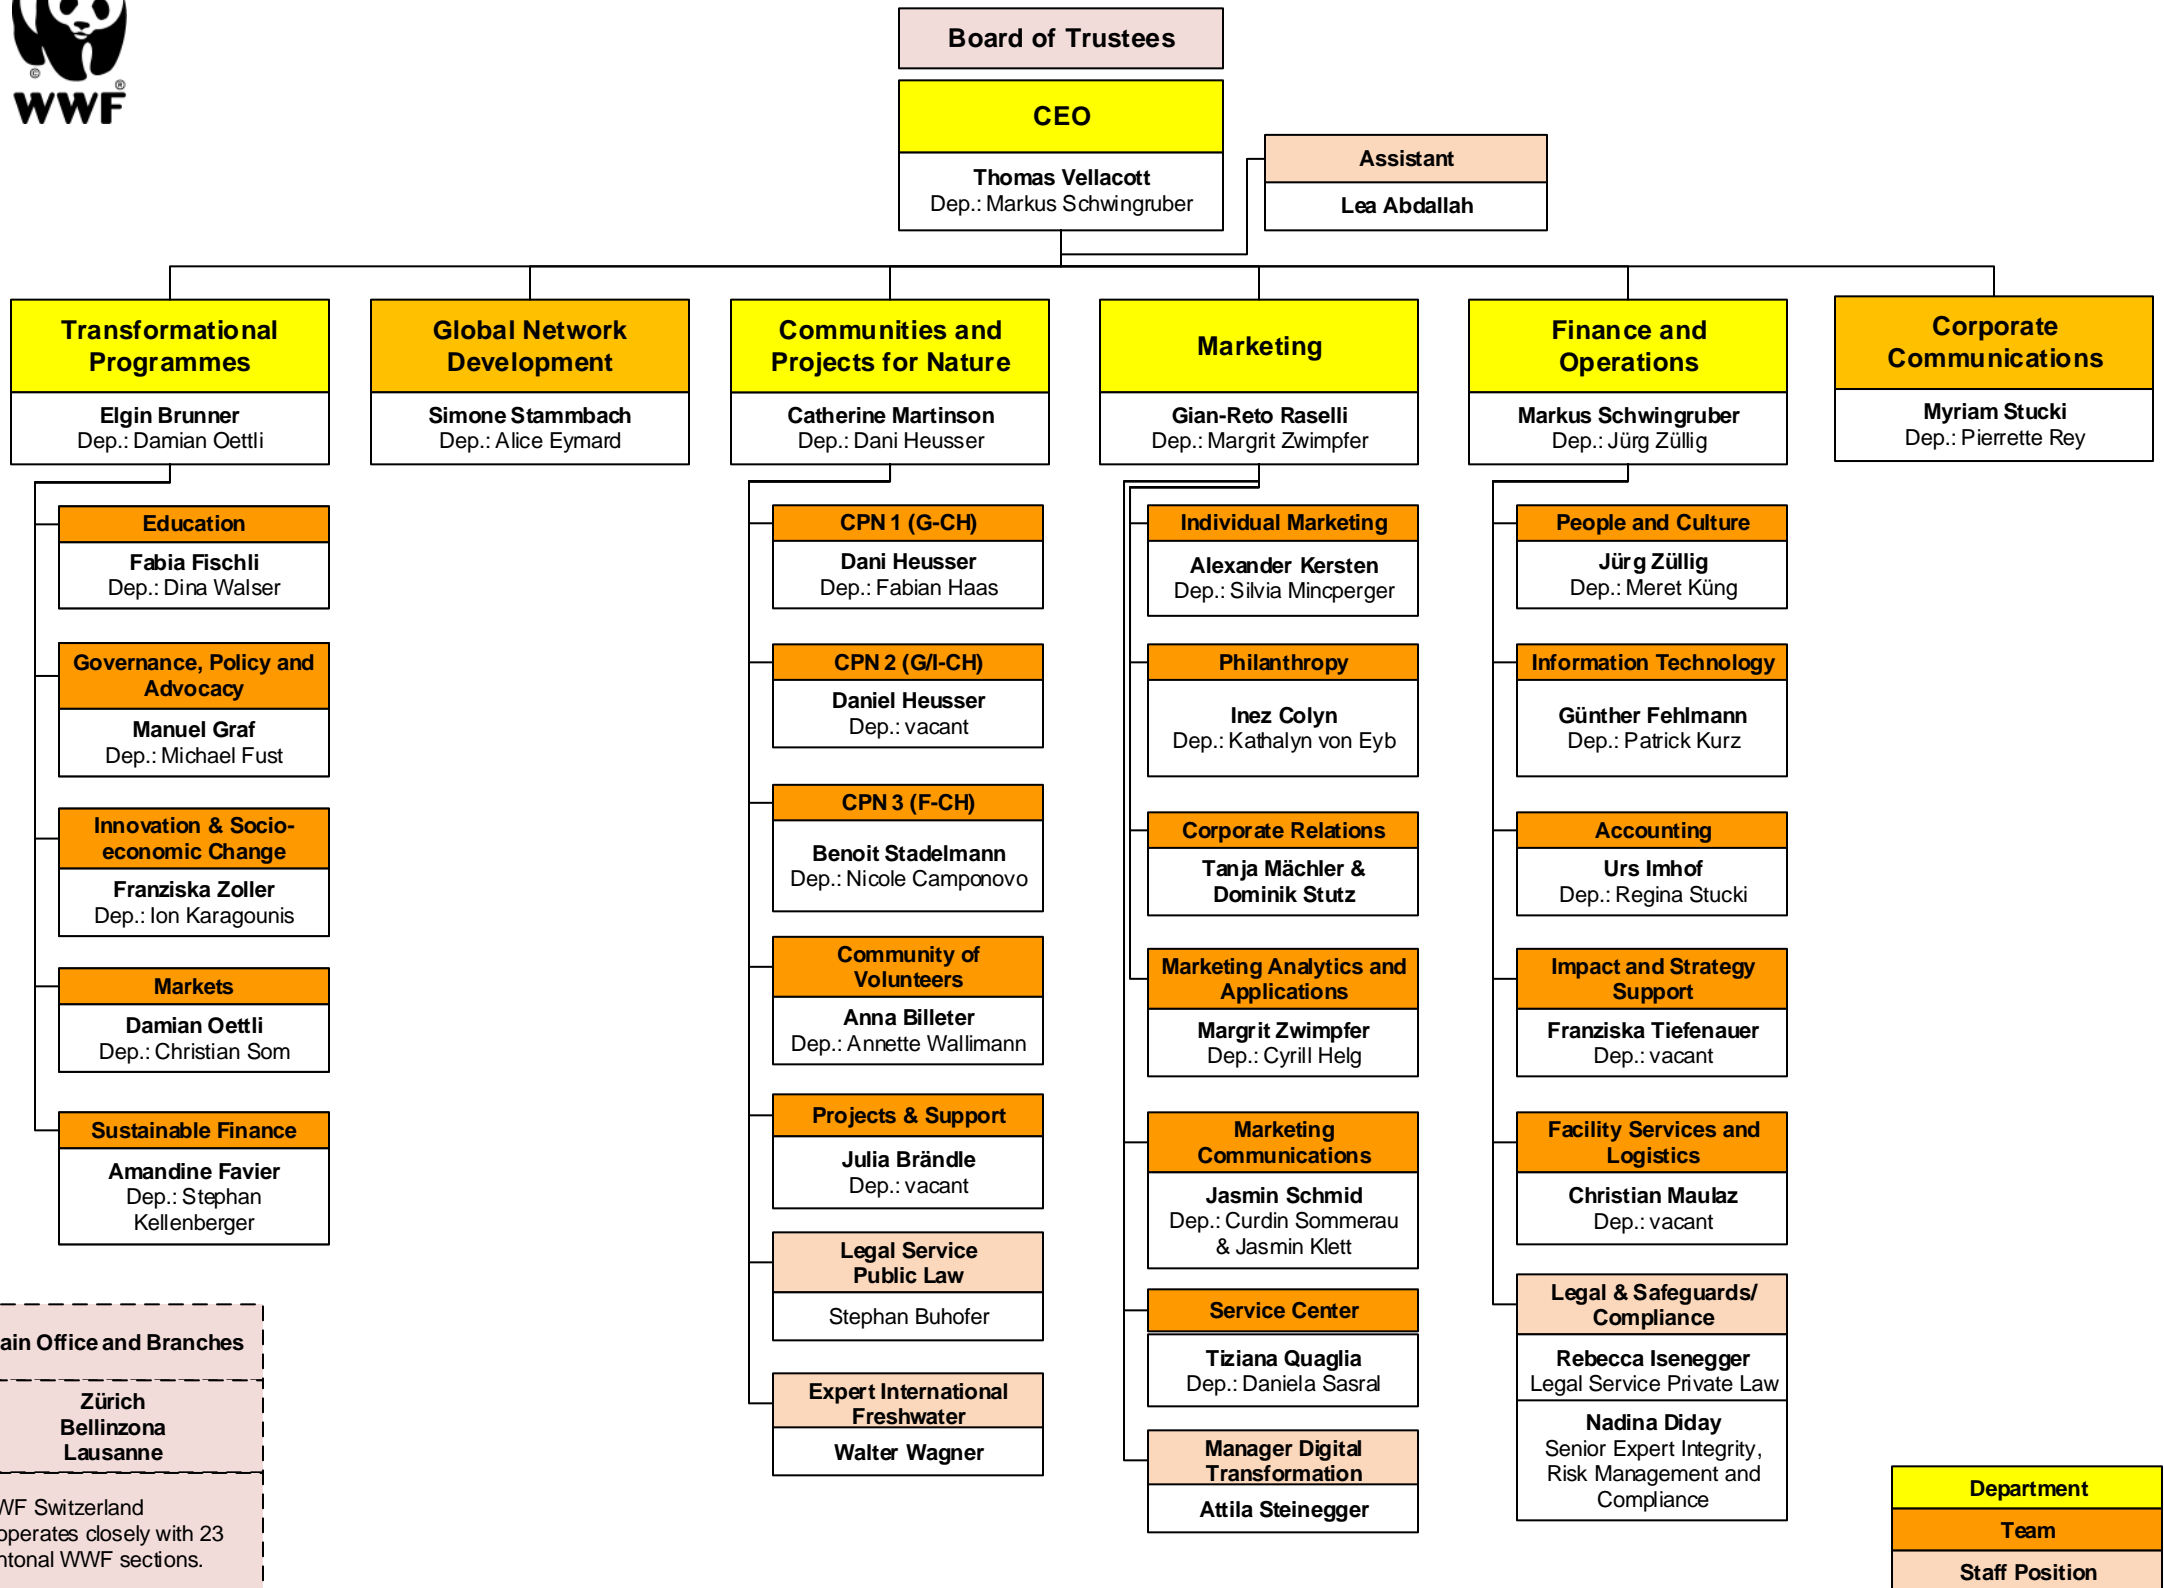 ©
®
WWF
Board of Trustees
CEO
Thomas Vellacott
Dep.: Markus Schwingruber
Assistant
Lea Abdallah
Transformational
Programmes
Elgin Brunner
Dep.: Damian Oettli
Global Network
Development
Simone Stammbach
Dep.: Alice Eymard
Communities and
Projects for Nature
Catherine Martinson
Dep.: Dani Heusser
Marketing
Gian-Reto Raselli
Dep.: Margrit Zwimpfer
Finance and
Operations
Markus Schwingruber
Dep.: Jürg Züllig
Corporate
Communications
Myriam Stucki
Dep.: Pierrette Rey
Education
Fabia Fischli
Dep.: Dina Walser
Governance, Policy and
Advocacy
Manuel Graf
Dep.: Michael Fust
Innovation & Socio-
economic Change
Franziska Zoller
Dep.: Ion Karagounis
Markets
Damian Oettli
Dep.: Christian Som
Sustainable Finance
Amandine Favier
Dep.: Stephan
Kellenberger
CPN 1 (G-CH)
Dani Heusser
Dep.: Fabian Haas
CPN 2 (G/I-CH)
Daniel Heusser
Dep.: vacant
CPN 3 (F-CH)
Benoit Stadelmann
Dep.: Nicole Camponovo
Community of
Volunteers
Anna Billeter
Dep.: Annette Wallimann
Projects & Support
Julia Brändle
Dep.: vacant
Legal Service
Public Law
Stephan Buhofer
Expert International
Freshwater
Walter Wagner
Individual Marketing
Alexander Kersten
Dep.: Silvia Mincperger
Philanthropy
Inez Colyn
Dep.: Kathalyn von Eyb
Corporate Relations
Tanja Mächler &
Dominik Stutz
Marketing Analytics and
Applications
Margrit Zwimpfer
Dep.: Cyrill Helg
Marketing
Communications
Jasmin Schmid
Dep.: Curdin Sommerau
& Jasmin Klett
Service Center
Tiziana Quaglia
Dep.: Daniela Sasral
Manager Digital
Transformation
Attila Steinegger
People and Culture
Jürg Züllig
Dep.: Meret Küng
Information Technology
Günther Fehlmann
Dep.: Patrick Kurz
Accounting
Urs Imhof
Dep.: Regina Stucki
Impact and Strategy
Support
Franziska Tiefenauer
Dep.: vacant
Facility Services and
Logistics
Christian Maulaz
Dep.: vacant
Legal & Safeguards/
Compliance
Rebecca Isenegger
Legal Service Private Law
Nadina Diday
Senior Expert Integrity,
Risk Management and
Compliance
ain Office and Branches
Zürich
Bellinzona
Lausanne
WF Switzerland
operates closely with 23
ntonal WWF sections.
Department
Team
Staff Position